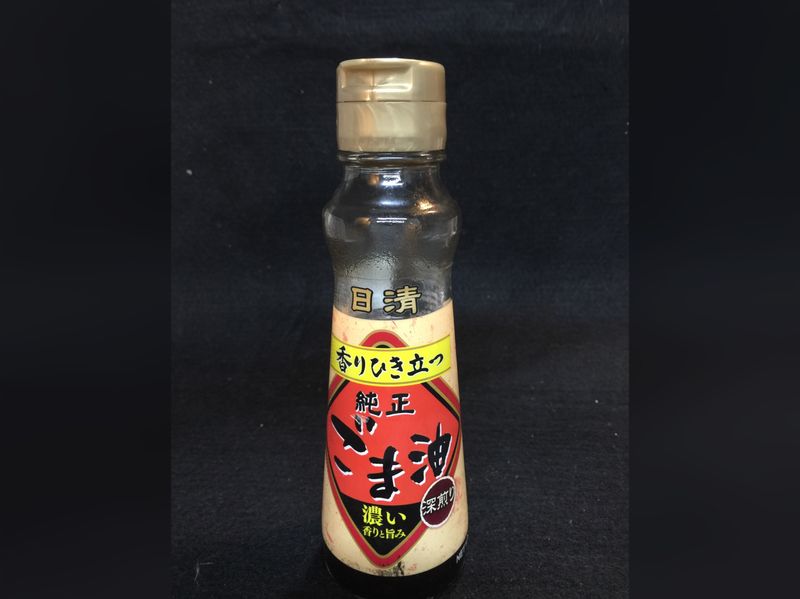 日清
香りひき立つ
純正
ごま油
深煎り
濃い
香りと旨み